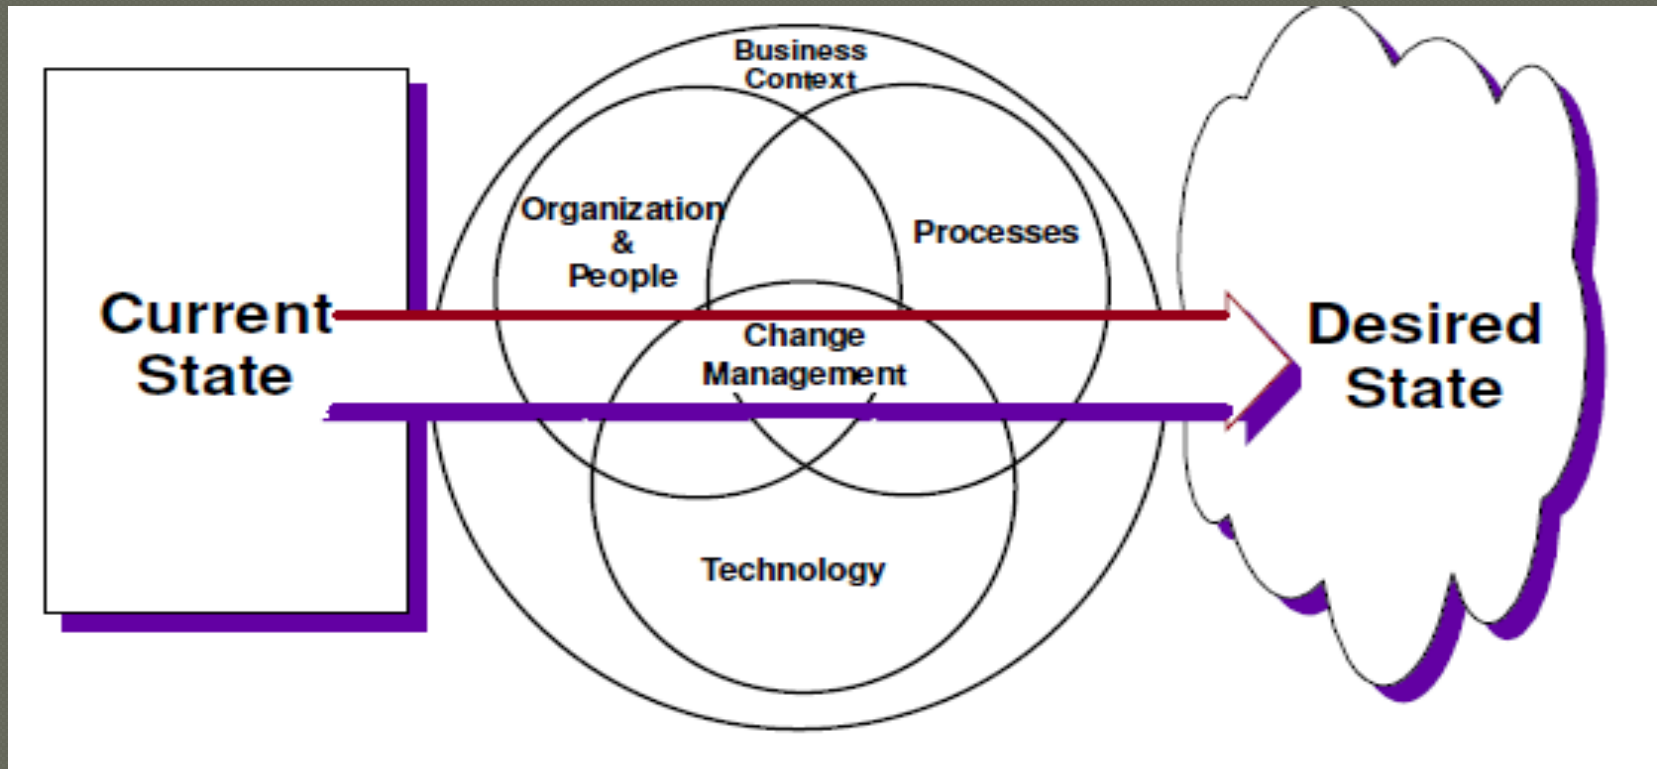 Business
Context
Organization
&
People
Processes
Current
State
Change
Management
Desired
State
Technology